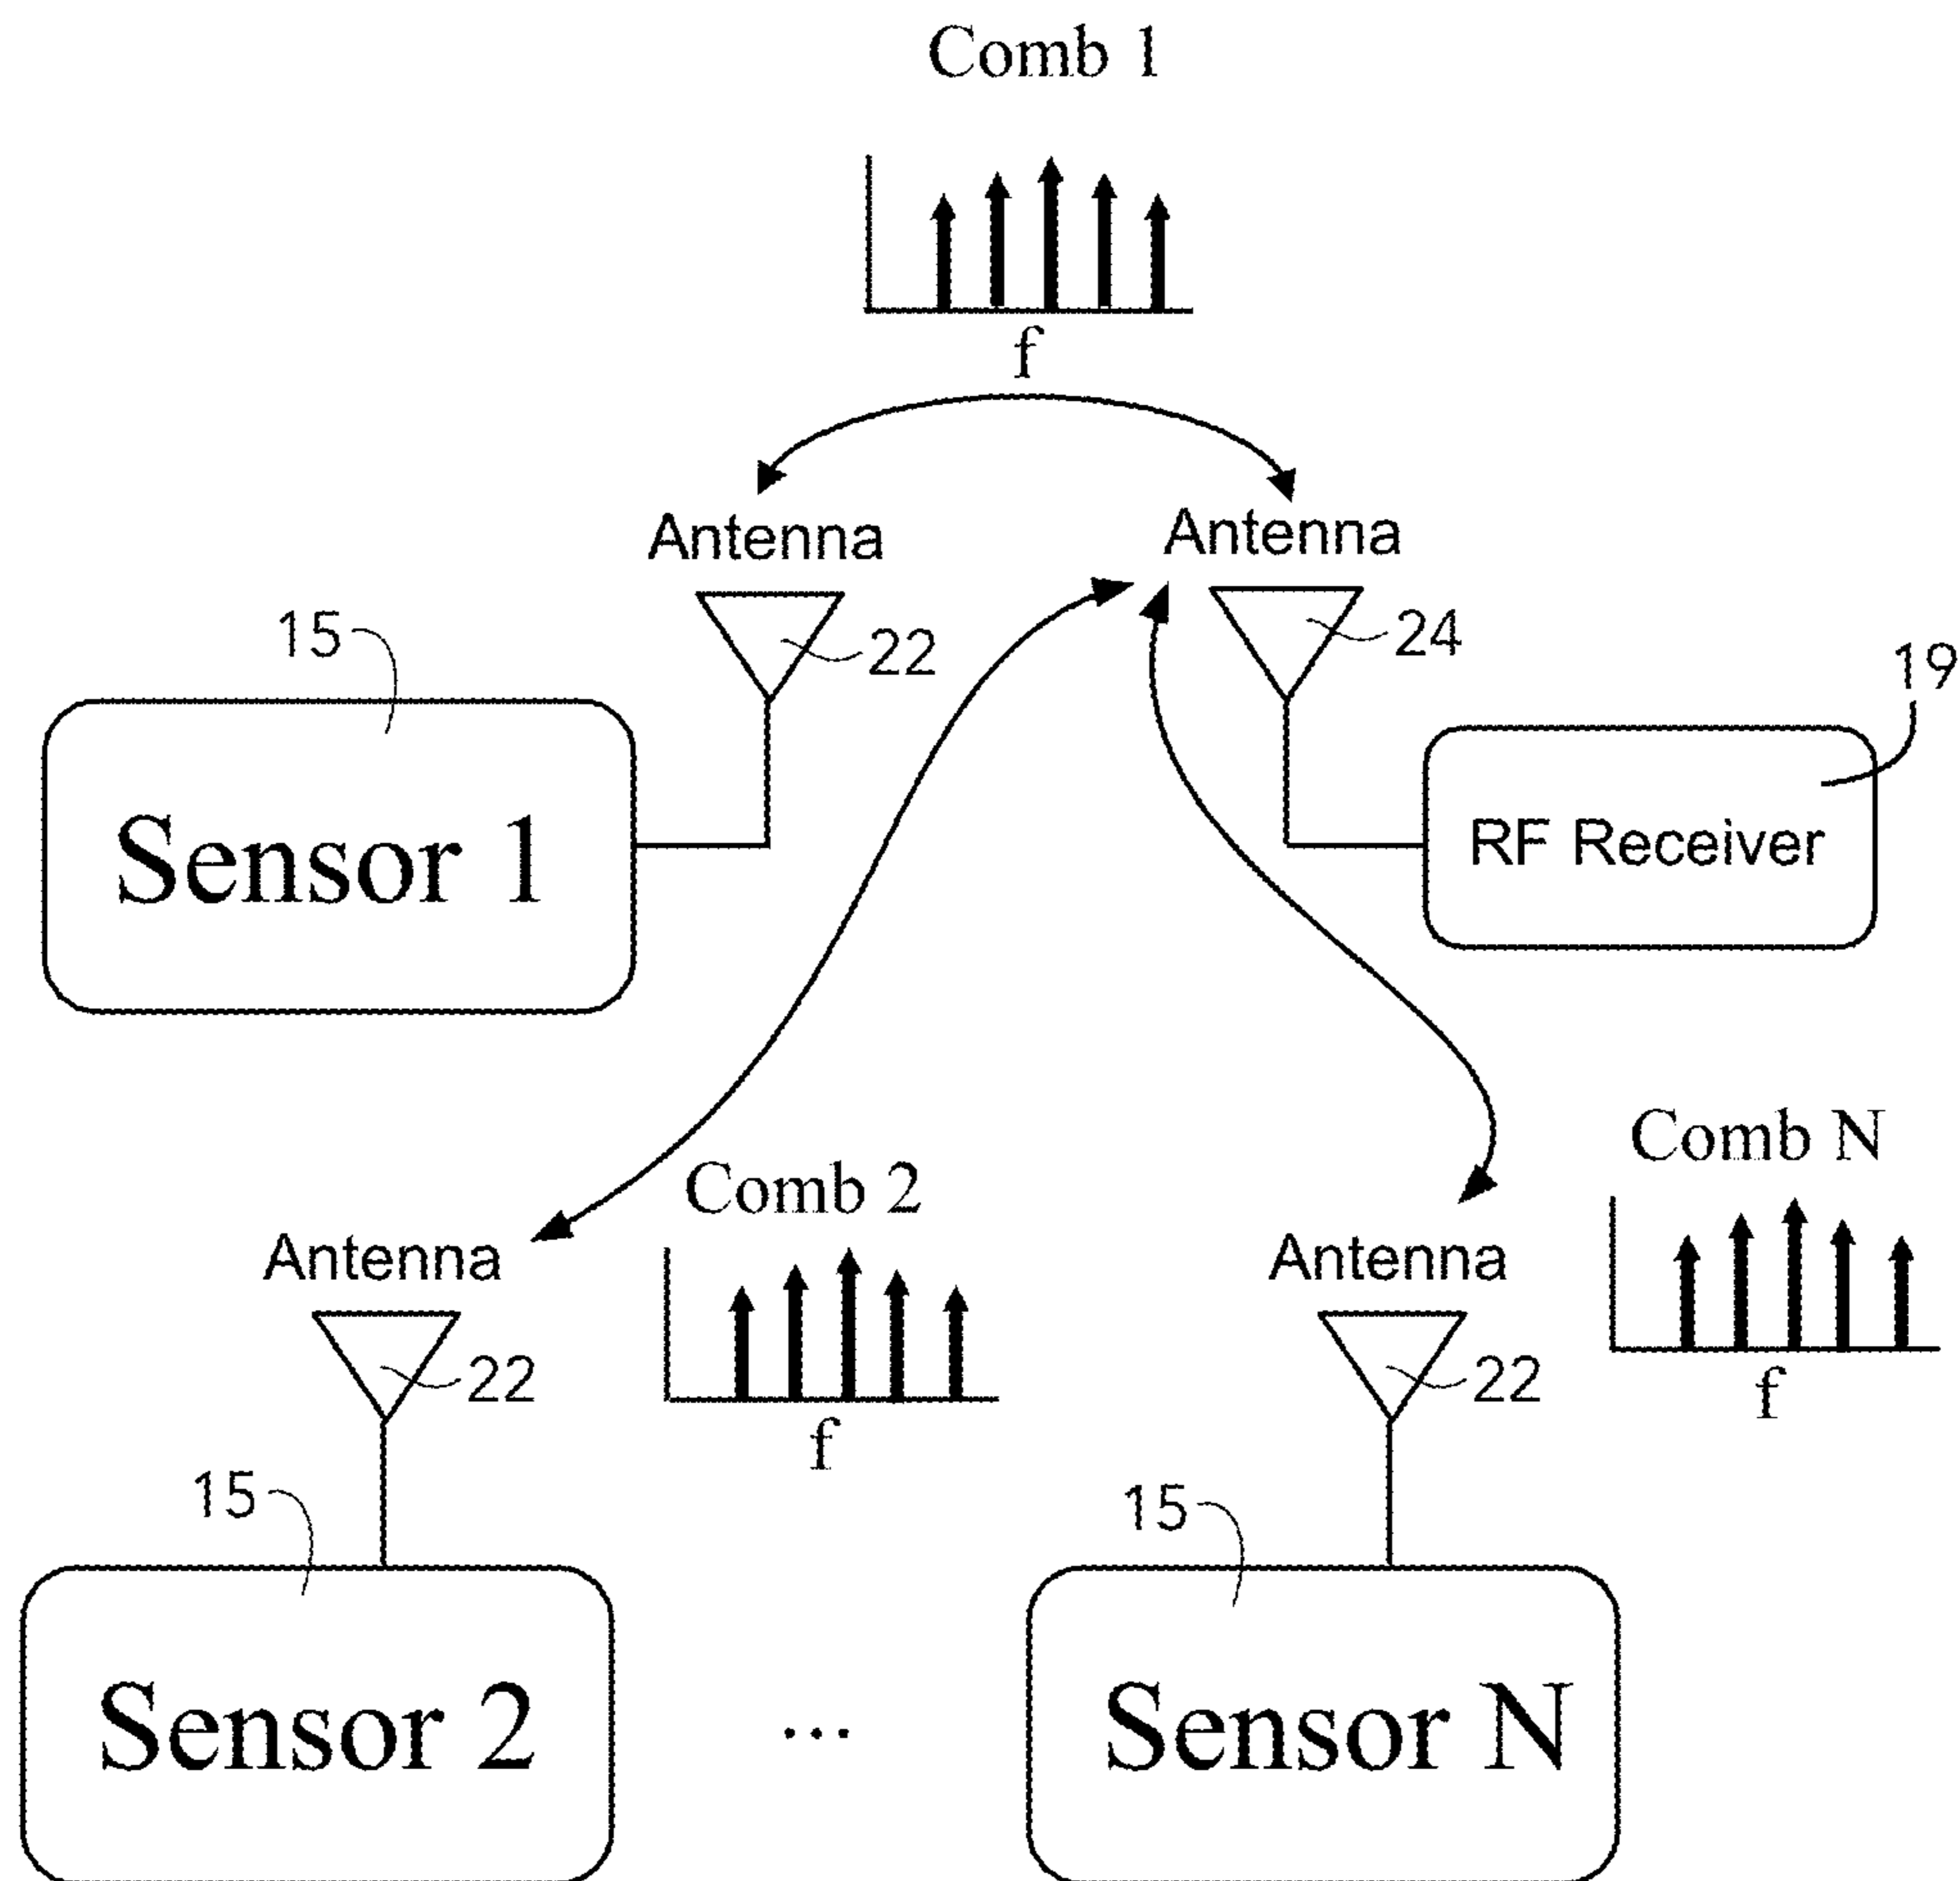 Comb 1
f
Antenna
Antenna
15
22
24
19
Sensor 1
RF Receiver
Comb 2
Comb N
Antenna
Antenna
22
f
22
f
15
15
Sensor 2
...
Sensor N